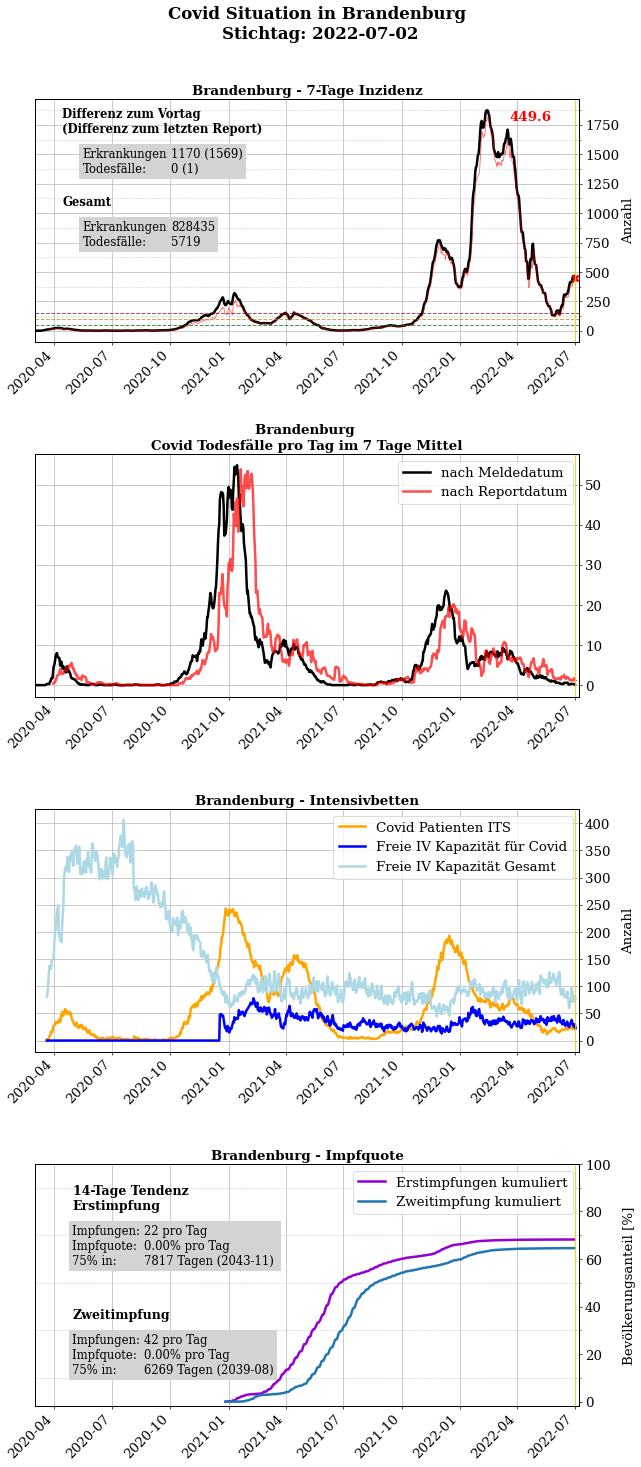 Covid Situation in Brandenburg
Stichtag: 2022-07-02
Brandenburg - 7-Tage Inzidenz
Differenz zum Vortag
(Differenz zum letzten Report)
Erkrankungen 1170 (1569)
Todesfälle: 0 (1)
Gesamt
Erkrankungen 828435
Todesfälle: 5719
449.6
1750
1500
1250
1000
750
500
250
0
Anzahl
2020-04
2020-07
2020-10
2021-01
2021-04
2021-07
2021-10
2022-01
2022-04
2022-07
Brandenburg
Covid Todesfälle pro Tag im 7 Tage Mittel
nach Meldedatum
nach Reportdatum
50
40
30
20
10
0
2020-04
2020-07
2020-10
2021-01
2021-04
2021-07
2021-10
2022-01
2022-04
2022-07
Brandenburg - Intensivbetten
Covid Patienten ITS
Freie IV Kapazität für Covid
Freie IV Kapazität Gesamt
400
350
300
250
200
150
100
50
0
Anzahl
2020-04
2020-07
2020-10
2021-01
2021-04
2021-07
2021-10
2022-01
2022-04
2022-07
Brandenburg - Impfquote
14-Tage Tendenz
Erstimpfung
Impfungen: 22 pro Tag
Impfquote: 0.00% pro Tag
75% in: 7817 Tagen (2043-11)
Zweitimpfung
Impfungen: 42 pro Tag
Impfquote: 0.00% pro Tag
75% in: 6269 Tagen (2039-08)
Erstimpfungen kumuliert
Zweitimpfung kumuliert
100
80
60
40
20
0
Bevölkerungsanteil [%]
2020-04
2020-07
2020-10
2021-01
2021-04
2021-07
2021-10
2022-01
2022-04
2022-07